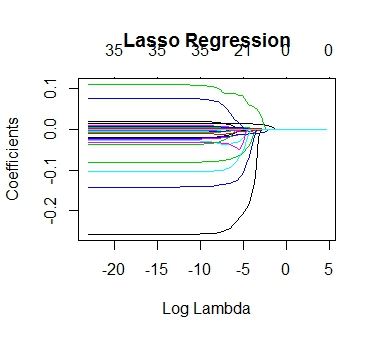 Lasso Regression
35 35 35 21 0 0
Coefficients
0.1
0.0
-0.1
-0.2
-20 -15 -10 -5 0 5
Log Lambda